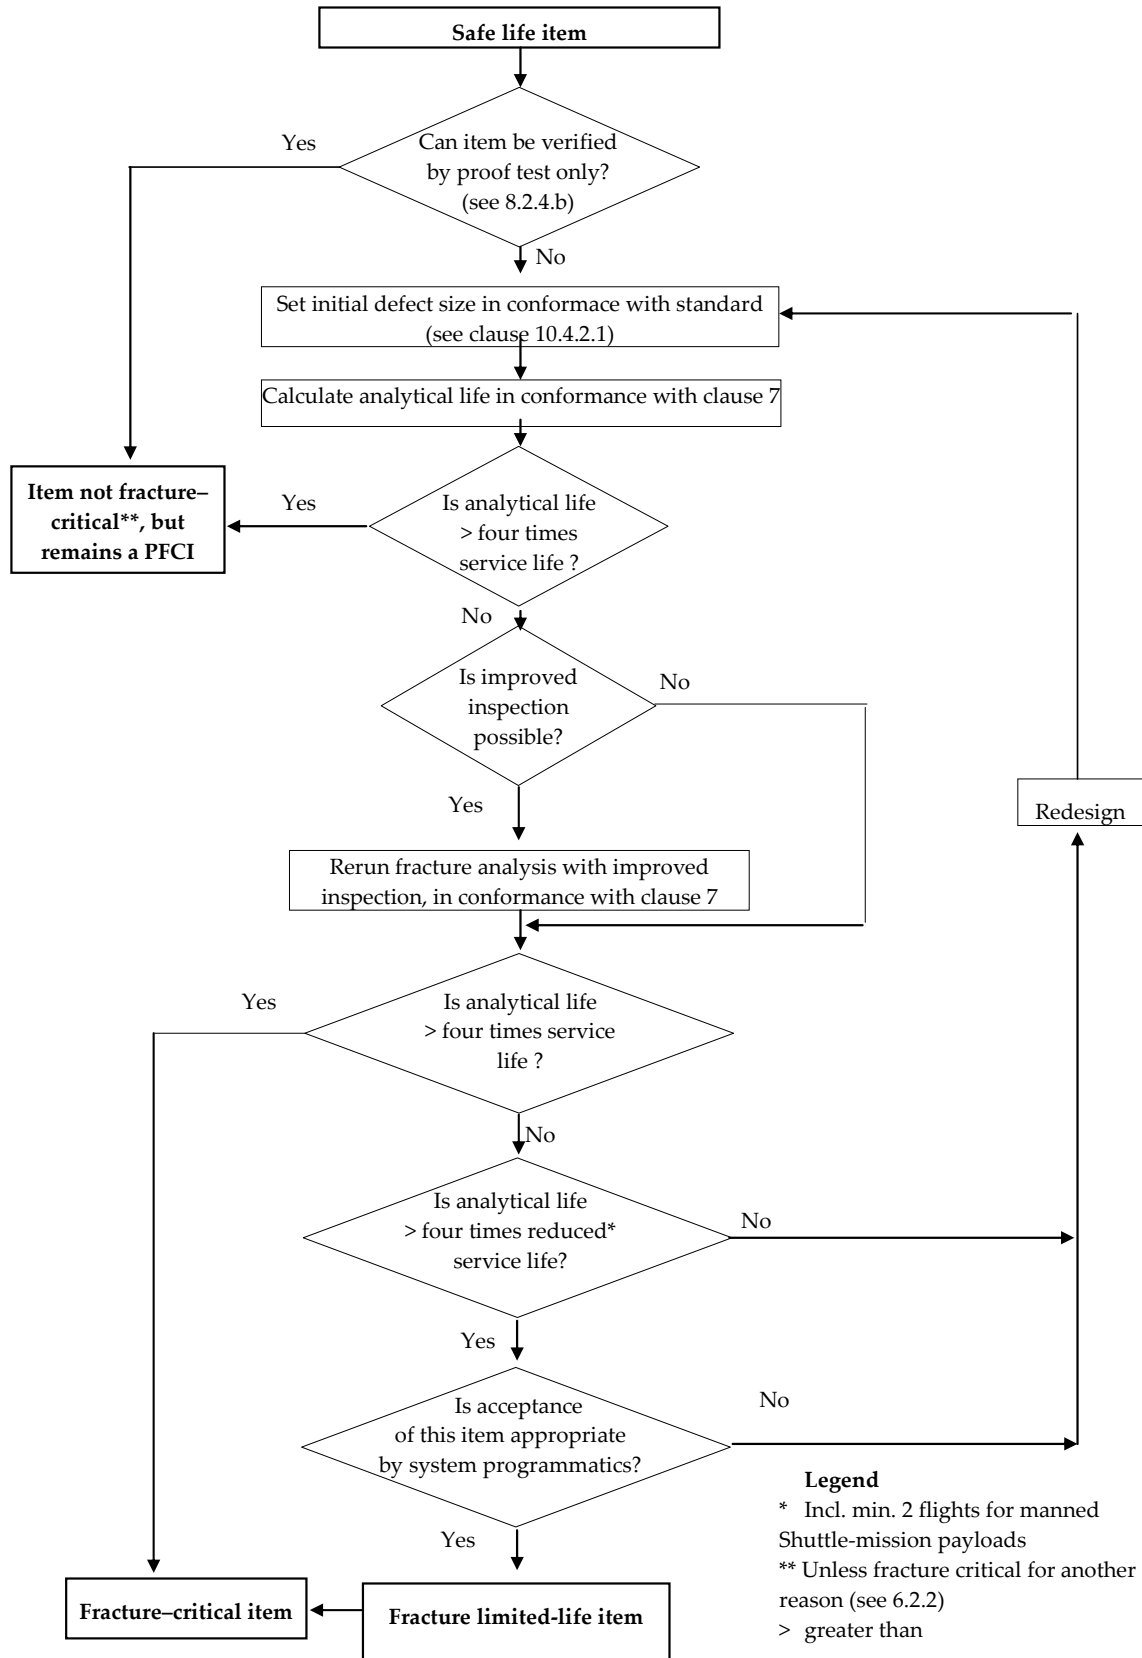 Safe life item
Yes
Can item be verified
by proof test only?
(see 8.2.4.b)
No
Set initial defect size in conformace with standard
(see clause 10.4.2.1)
Calculate analytical life in conformance with clause 7
Item not fracture–
critical**, but
remains a PFCI
Yes
Is analytical life
> four times
service life ?
No
Is improved
inspection
possible?
No
Yes
Redesign
Rerun fracture analysis with improved
inspection, in conformance with clause 7
Yes
Is analytical life
> four times service
life ?
No
Is analytical life
> four times reduced*
service life?
No
Yes
Is acceptance
of this item appropriate
by system programmatics?
No
Yes
Fracture–critical item
Fracture limited-life item
Legend
* Incl. min. 2 flights for manned
Shuttle-mission payloads
** Unless fracture critical for another
reason (see 6.2.2)
> greater than